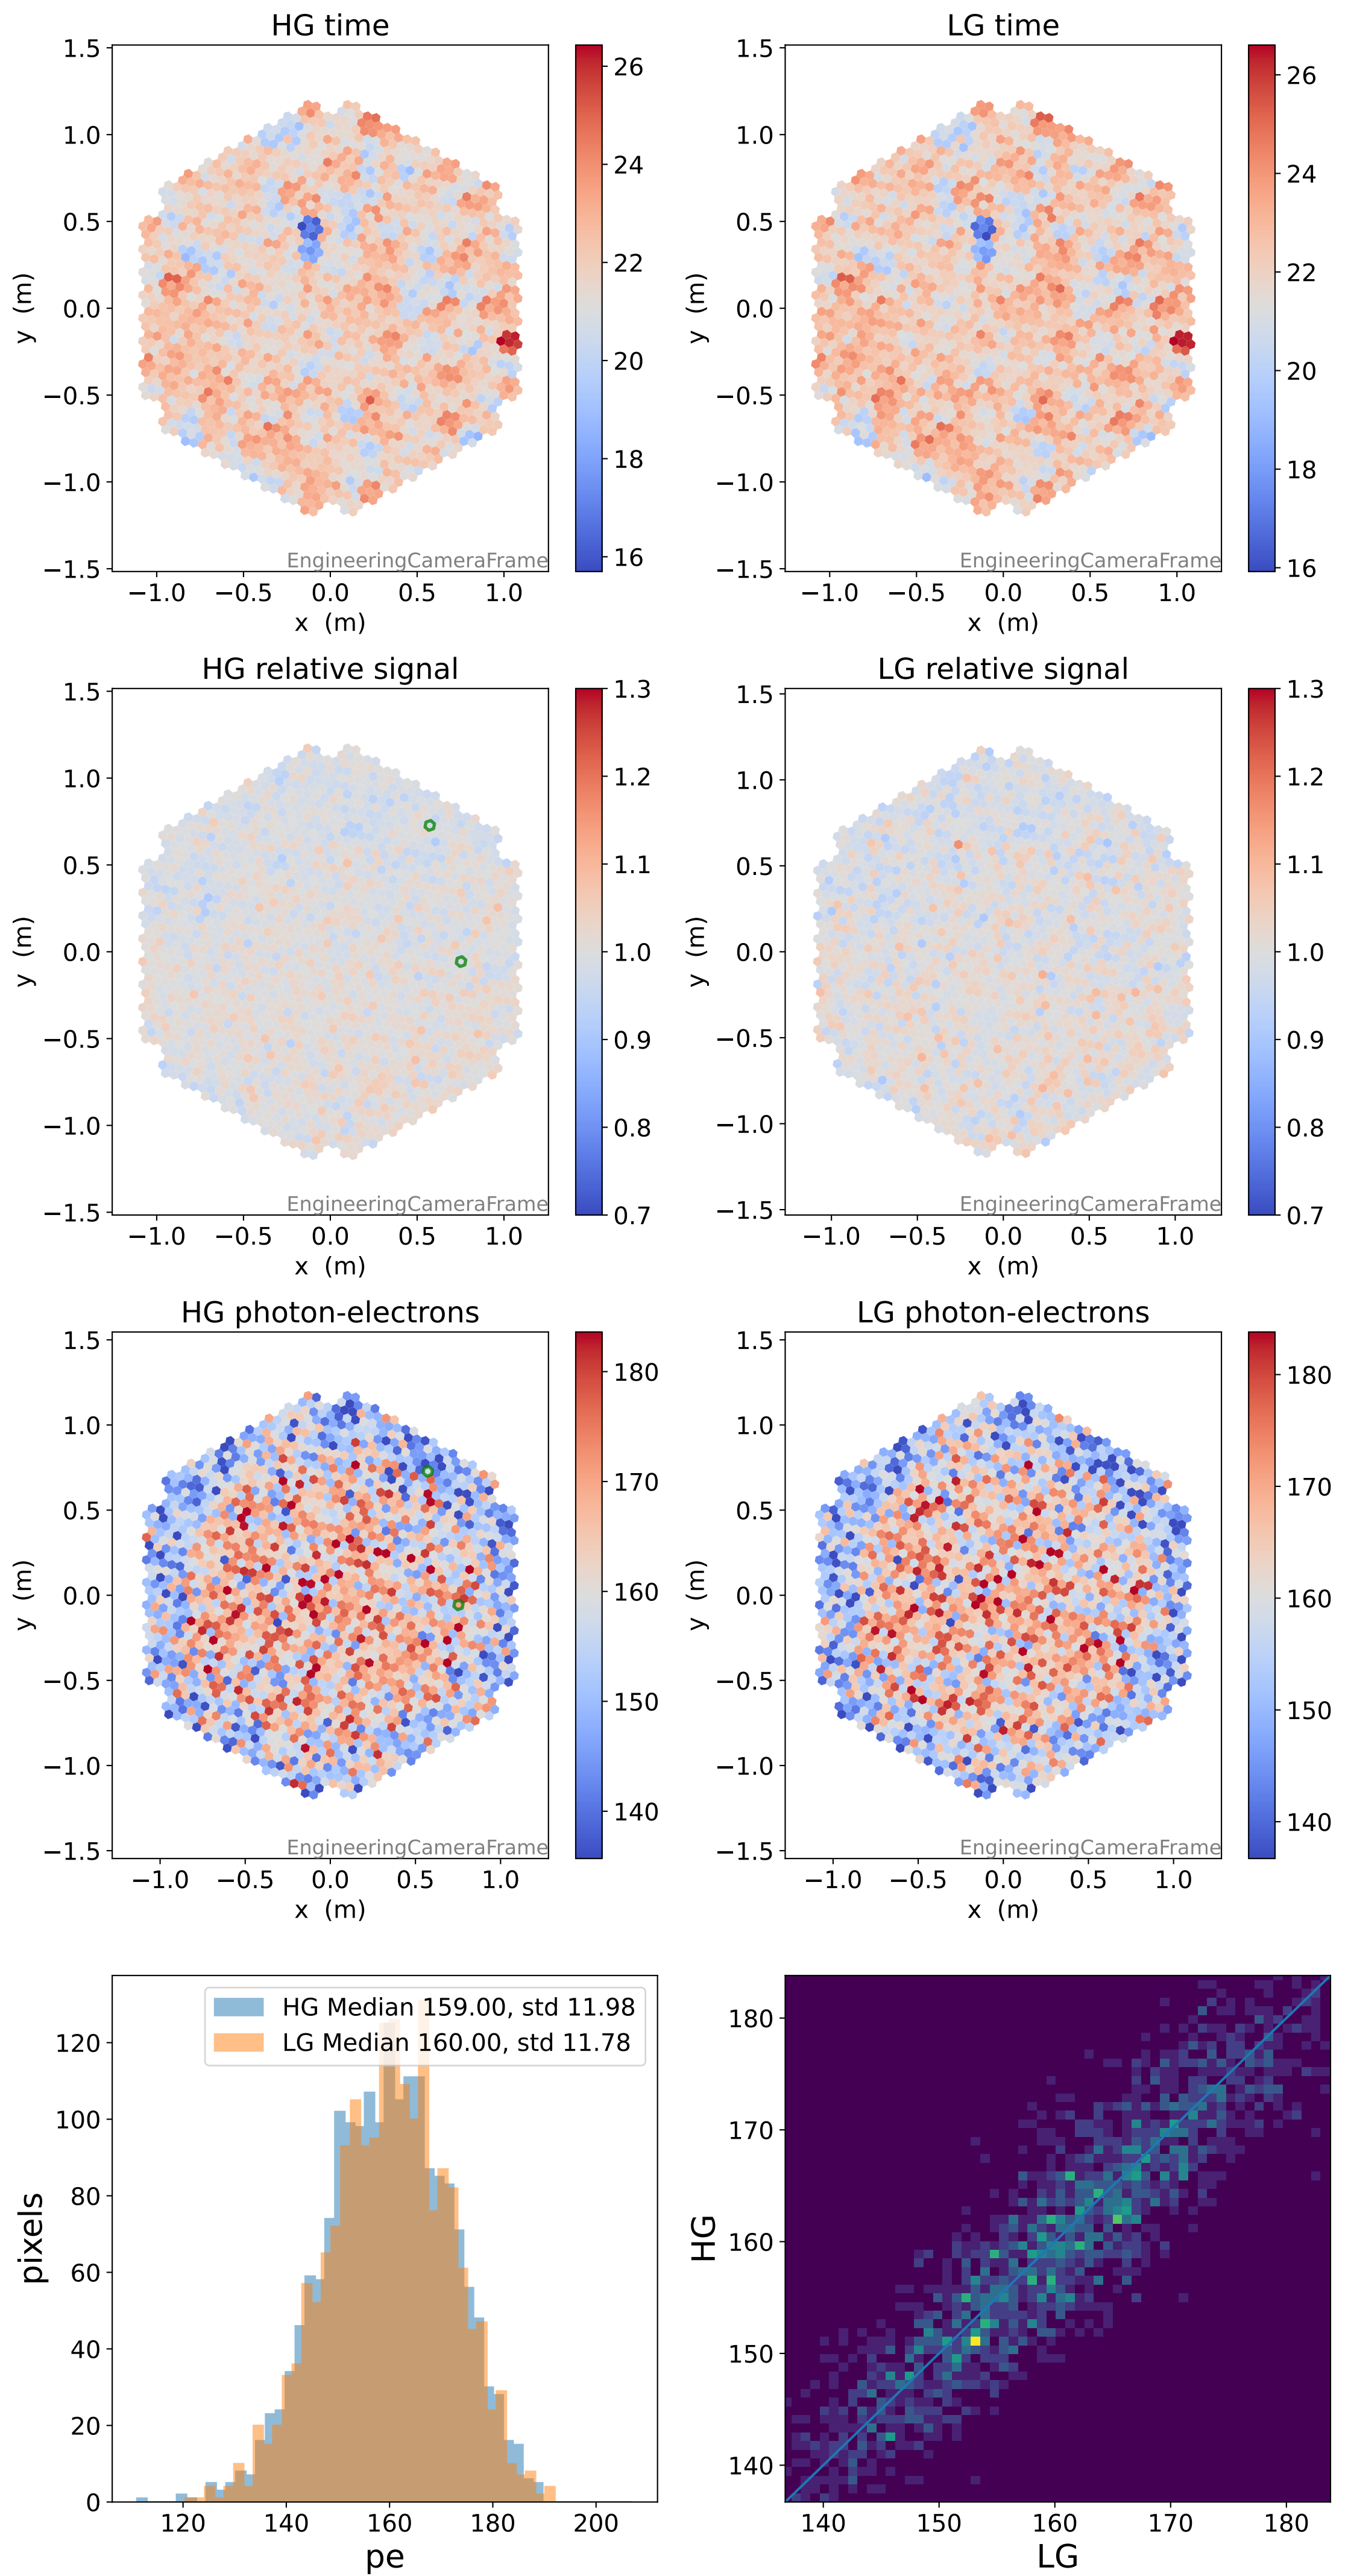 HG time
LG time
1.5
1.0
0.5
0.0
−0.5
−1.0
−1.5
y (m)
−1.0 −0.5 0.0 0.5 1.0
x (m)
EngineeringCameraFrame
26
24
22
20
18
16
1.5
1.0
0.5
0.0
−0.5
−1.0
−1.5
y (m)
−1.0 −0.5 0.0 0.5 1.0
x (m)
EngineeringCameraFrame
26
24
22
20
18
16
HG relative signal
LG relative signal
1.5
1.0
0.5
0.0
−0.5
−1.0
−1.5
y (m)
−1.0 −0.5 0.0 0.5 1.0
x (m)
EngineeringCameraFrame
1.3
1.2
1.1
1.0
0.9
0.8
0.7
1.5
1.0
0.5
0.0
−0.5
−1.0
−1.5
y (m)
−1.0 −0.5 0.0 0.5 1.0
x (m)
EngineeringCameraFrame
1.3
1.2
1.1
1.0
0.9
0.8
0.7
HG photon-electrons
LG photon-electrons
1.5
1.0
0.5
0.0
−0.5
−1.0
−1.5
y (m)
−1.0 −0.5 0.0 0.5 1.0
x (m)
EngineeringCameraFrame
180
170
160
150
140
1.5
1.0
0.5
0.0
−0.5
−1.0
−1.5
y (m)
−1.0 −0.5 0.0 0.5 1.0
x (m)
EngineeringCameraFrame
180
170
160
150
140
HG Median 159.00, std 11.98
LG Median 160.00, std 11.78
120
100
80
60
40
20
0
pixels
120 140 160 180 200
pe
180
170
160
150
140
HG
140 150 160 170 180
LG